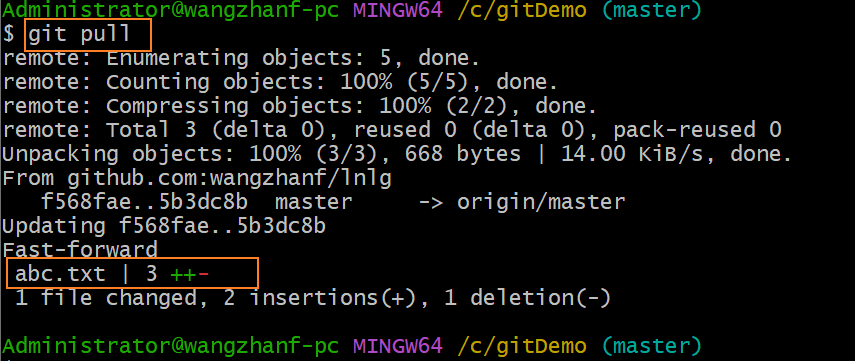 Administrator@wangzhanf-pc MINGW64 /c/gitDemo (master)
$ git pull
remote: Enumerating objects: 5, done.
remote: Counting objects: 100% (5/5), done.
remote: Compressing objects: 100% (2/2), done.
remote: Total 3 (delta 0), reused 0 (delta 0), pack-reused 0
Unpacking objects: 100% (3/3), 668 bytes | 14.00 KiB/s, done.
From github.com:wangzhanf/lnlg
   f568fae..5b3dc8b  master     -> origin/master
Updating f568fae..5b3dc8b
Fast-forward
 abc.txt | 3 ++-
 1 file changed, 2 insertions(+), 1 deletion(-)
Administrator@wangzhanf-pc MINGW64 /c/gitDemo (master)